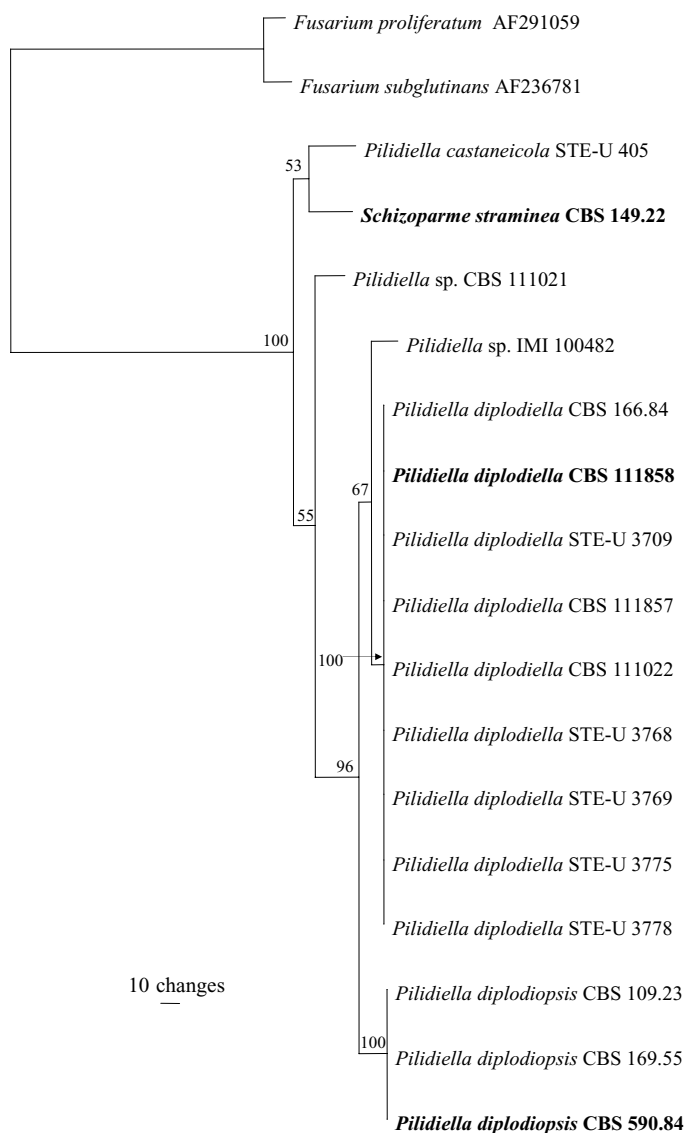 Fusarium proliferatum AF291059
Fusarium subglutinans AF236781
Pilidiella castaneicola STE-U 405
53
Schizoparme straminea CBS 149.22
Pilidiella sp. CBS 111021
100
Pilidiella sp. IMI 100482
Pilidiella diplodiella CBS 166.84
Pilidiella diplodiella CBS 111858
67
55
Pilidiella diplodiella STE-U 3709
Pilidiella diplodiella CBS 111857
100
Pilidiella diplodiella CBS 111022
Pilidiella diplodiella STE-U 3768
96
Pilidiella diplodiella STE-U 3769
Pilidiella diplodiella STE-U 3775
Pilidiella diplodiella STE-U 3778
10 changes
Pilidiella diplodiopsis CBS 109.23
100
Pilidiella diplodiopsis CBS 169.55
Pilidiella diplodiopsis CBS 590.84